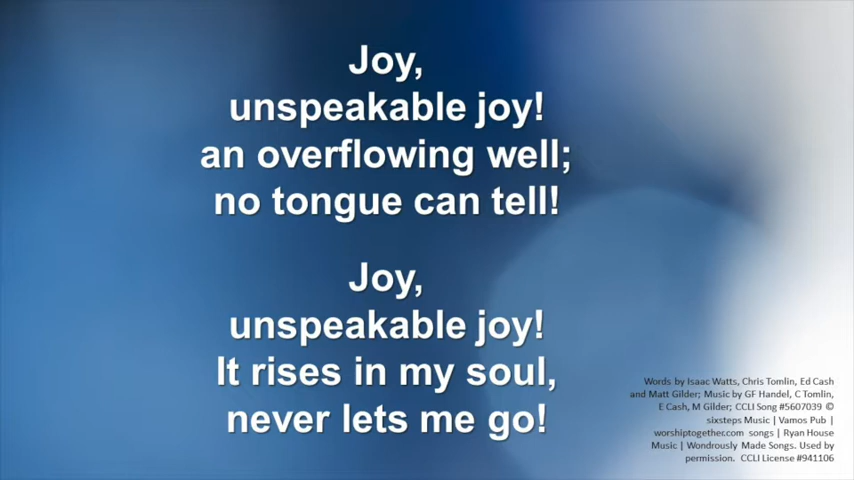 Joy,
unspeakable joy!
an overflowing well;
no tongue can tell!
Joy,
unspeakable joy!
It rises in my soul,
never lets me go!
Words by Isaac Watts, Chris Tomlin, Ed Cash
and Matt Gilder; Music by GF Handel, C Tomlin,
E Cash, M Gilder; CCLI Song #5607039 ©
sixsteps Music | Vamos Pub |
worshiptogether.com songs | Ryan House
Music | Wondrously Made Songs. Used by
permission. CCLI License #941106